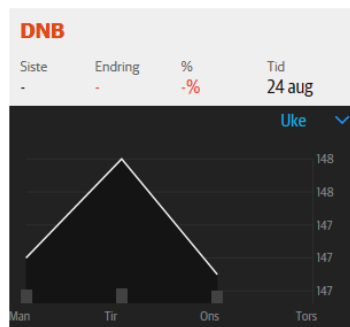 DNB
Siste Endring % Tid
- - -% 24 aug
Uke
148
148
147
147
147
Man Tir Ons Tors